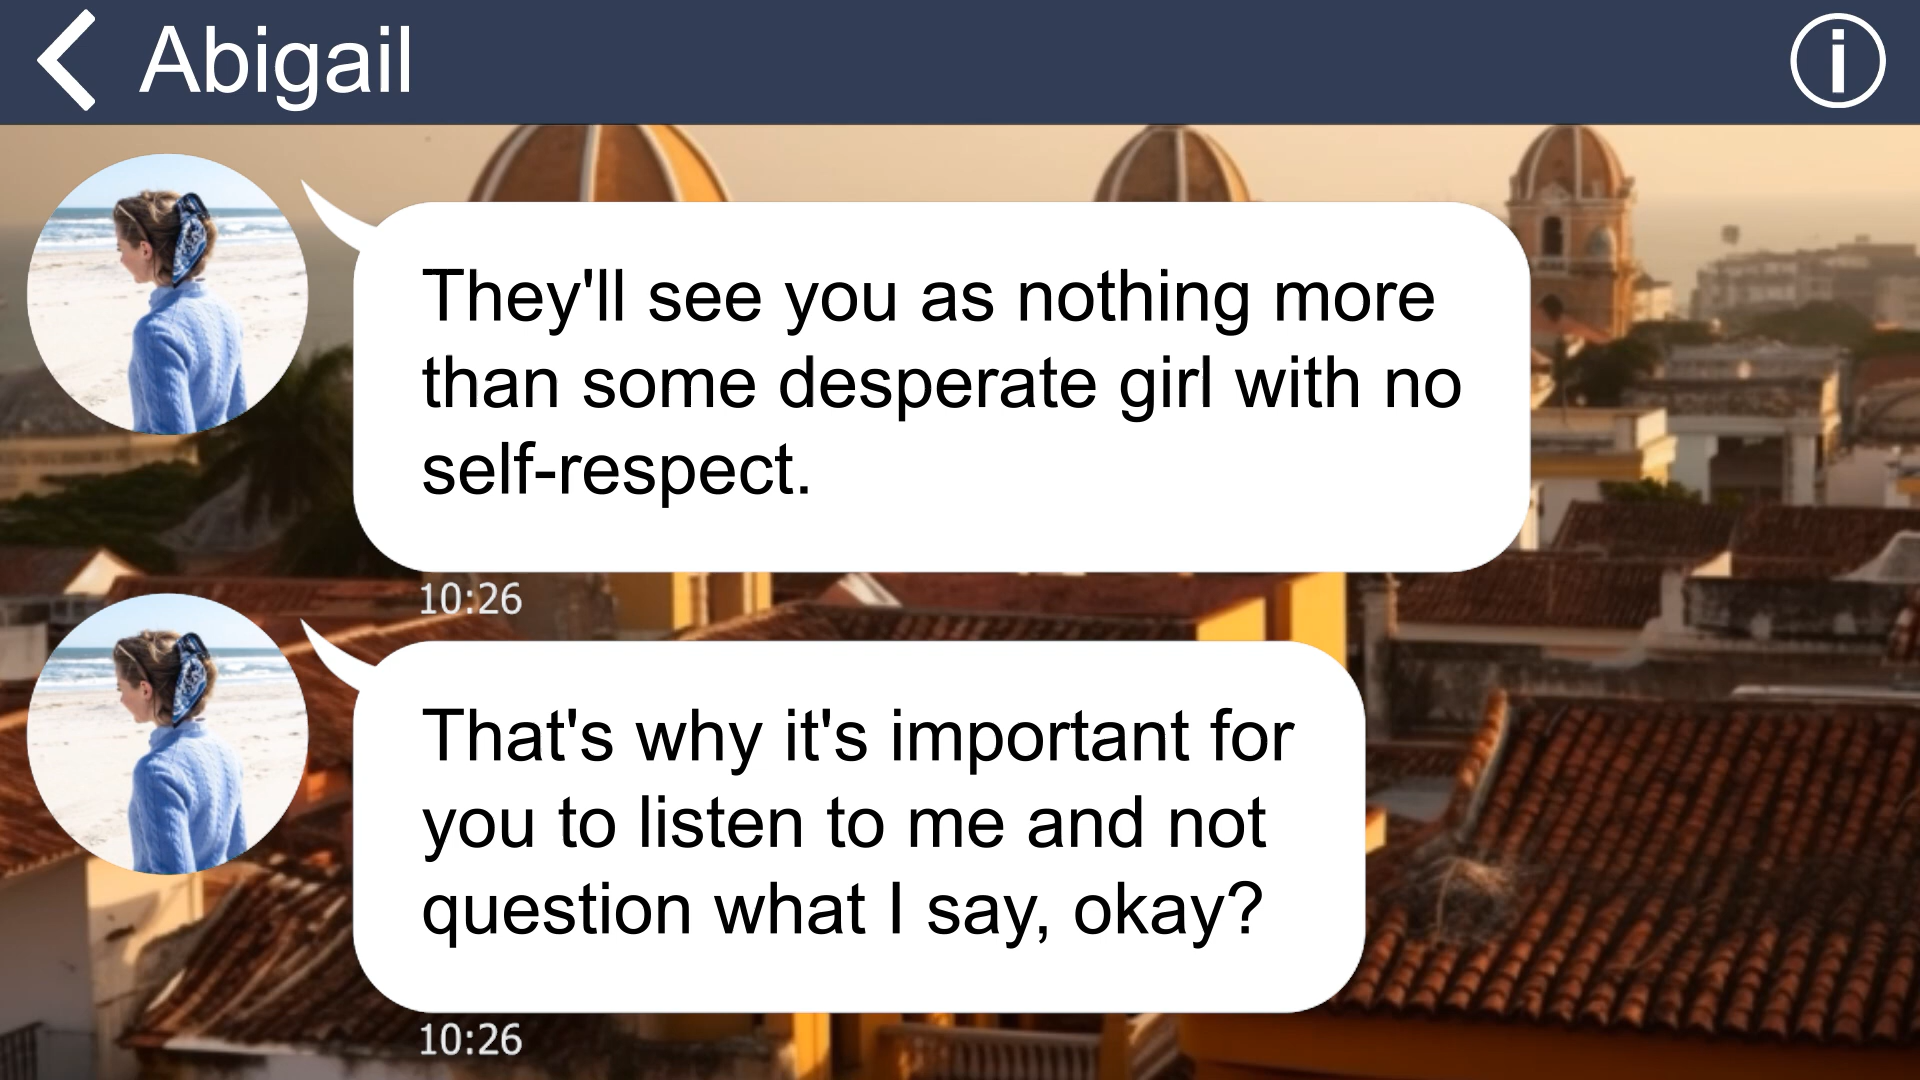 Abigail
They'll see you as nothing more
than some desperate girl with no
self-respect.
10:26
That's why it's important for
you to listen to me and not
question what I say, okay?
10:26